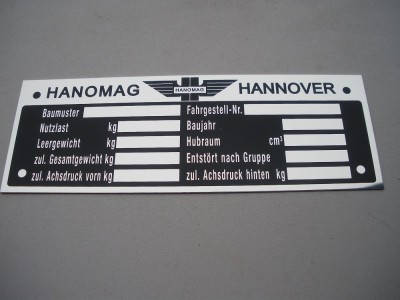 HANOMAG HANOMAG HANNOVER
Baumuster Fahrgestell-Nr.
Nutzlast kg Baujahr
Leergewicht kg Hubraum cm³
zul. Gesamtgewicht kg Entstört nach Gruppe
zul. Achsdruck vorn kg zul. Achsdruck hinten kg